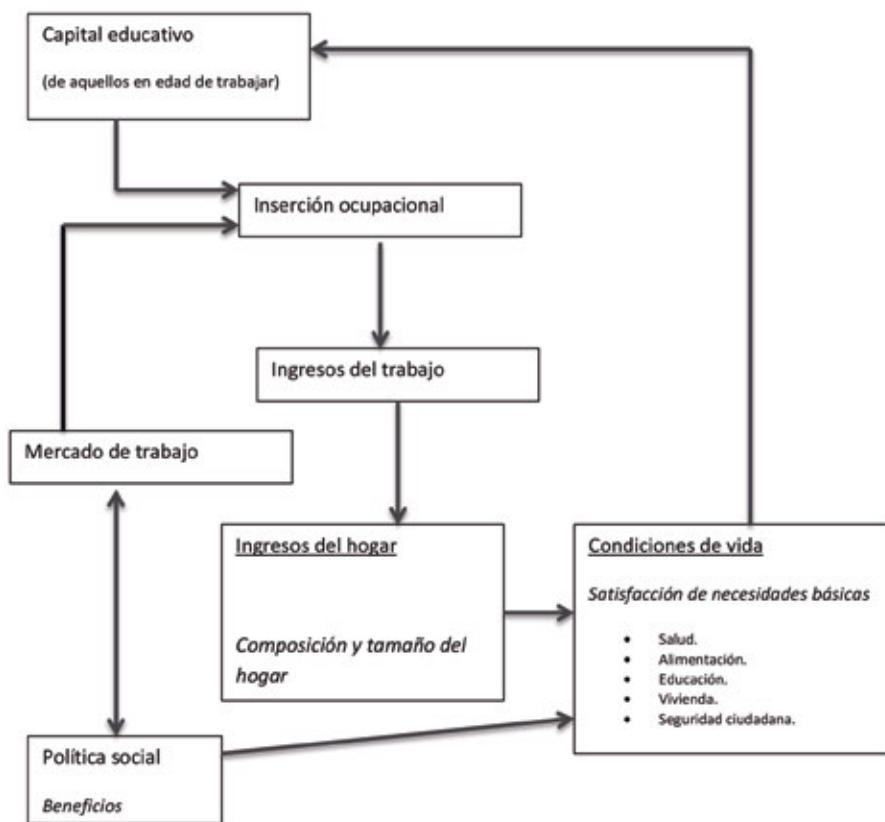 Capital educativo
(de aquellos en edad de trabajar)
Inserción ocupacional
Ingresos del trabajo
Mercado de trabajo
Ingresos del hogar
Composición y tamaño del
hogar
Condiciones de vida
Satisfacción de necesidades básicas
• Salud.
• Alimentación.
• Educación.
• Vivienda.
• Seguridad ciudadana.
Política social
Beneficios